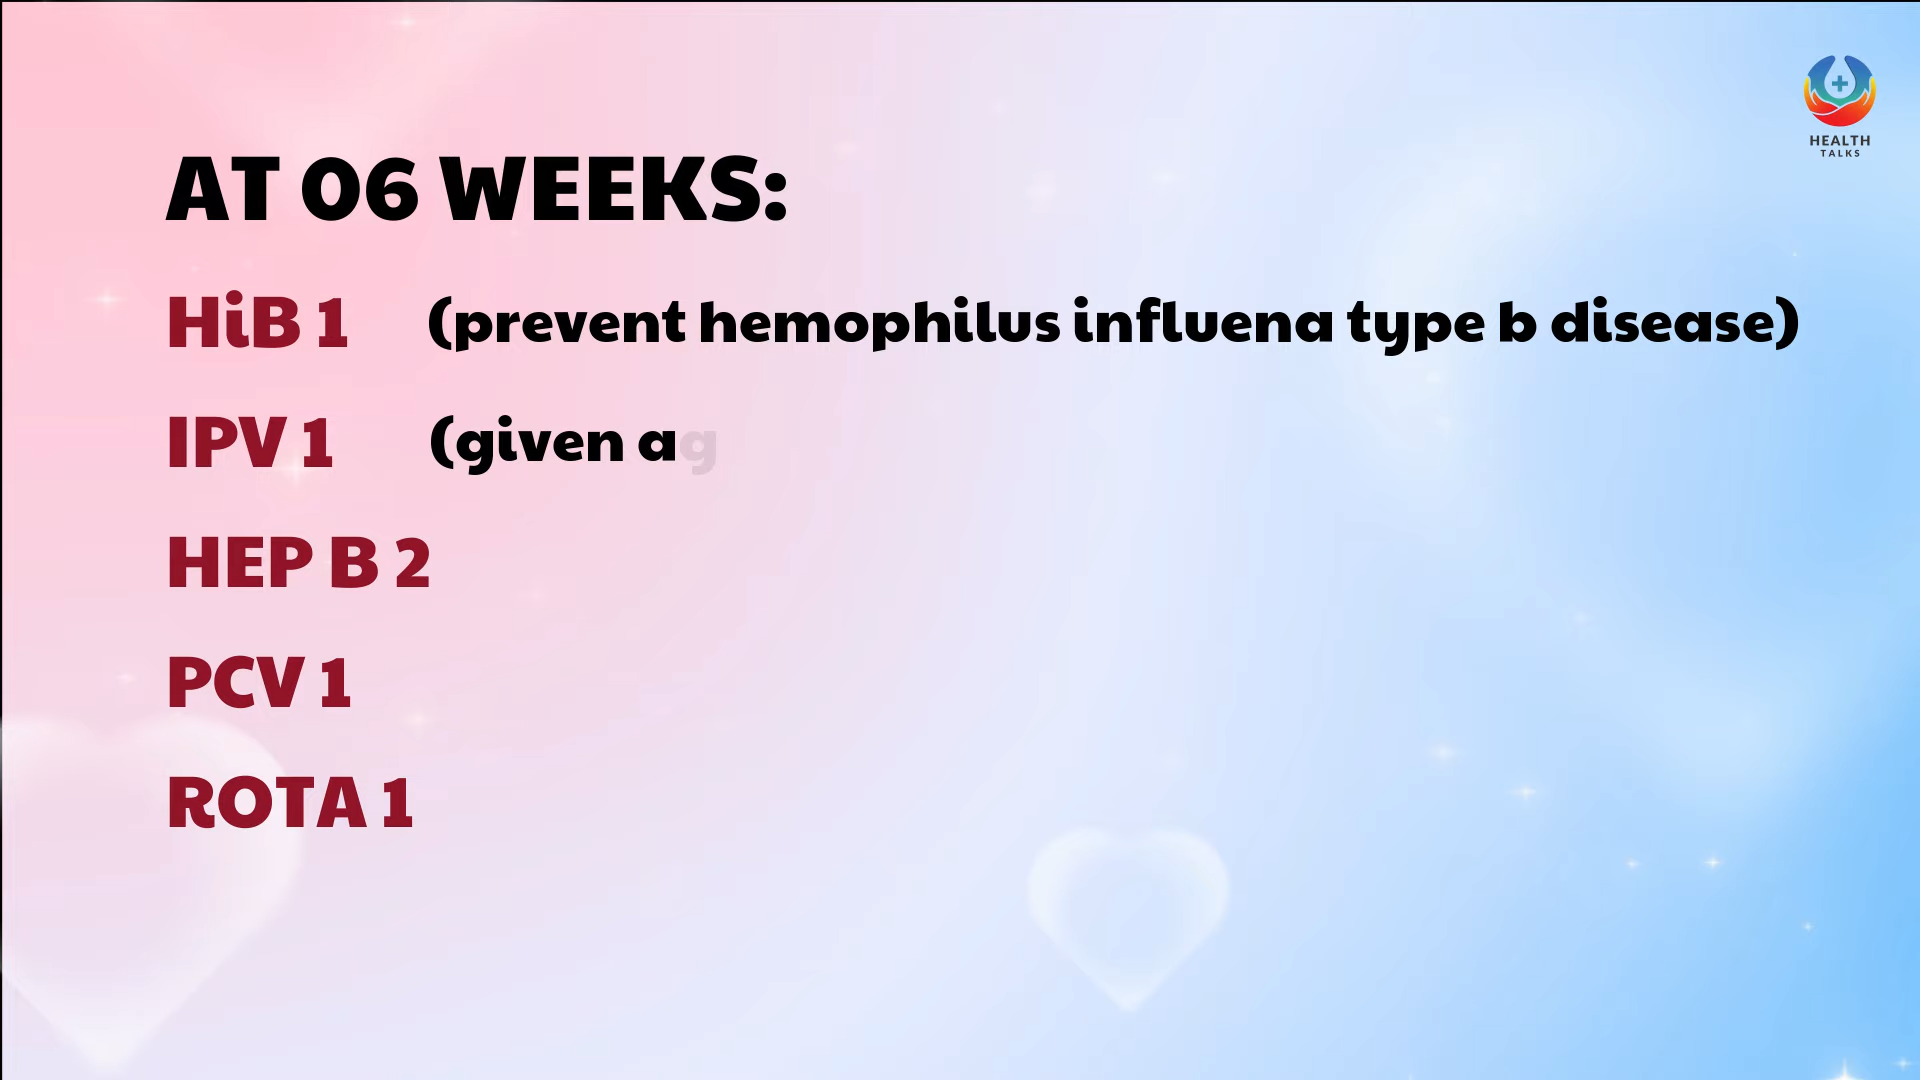 HEALTH
TALKS
AT 06 WEEKS:
HiB 1 (prevent hemophilus influena type b disease)
IPV 1 (given ag
HEP B 2
PCV 1
ROTA 1